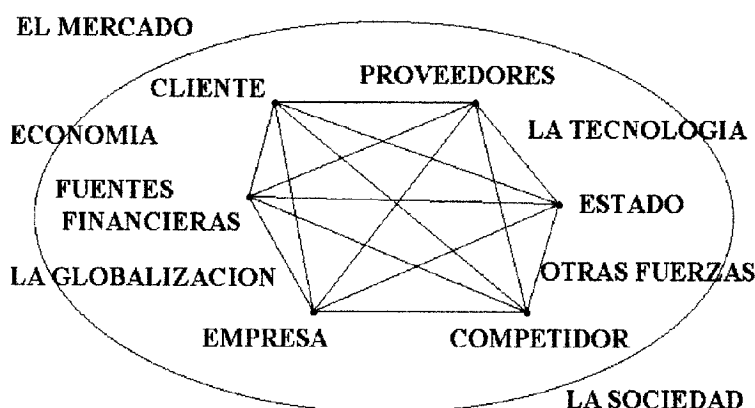 EL MERCADO
PROVEEDORES
CLIENTE
ECONOMIA
LA TECNOLOGIA
FUENTES
FINANCIERAS
ESTADO
LA GLOBALIZACION
OTRAS FUERZAS
EMPRESA
COMPETIDOR
LA SOCIEDAD